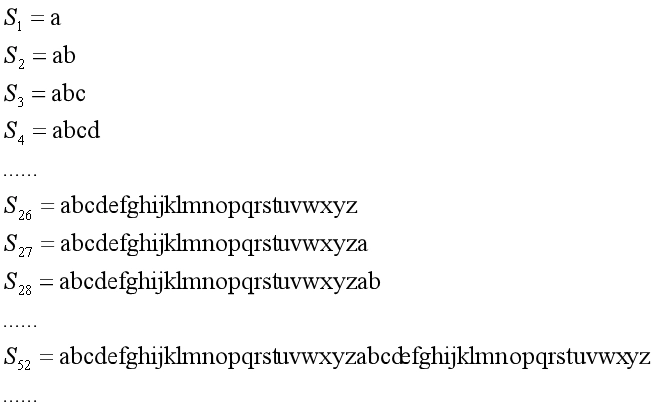 S₁ = a
S₂ = ab
S₃ = abc
S₄ = abcd
......
S₂₆ = abcdefghijklmnopqrstuvwxyz
S₂₇ = abcdefghijklmnopqrstuvwxyza
S₂₈ = abcdefghijklmnopqrstuvwxyzab
......
S₅₂ = abcdefghijklmnopqrstuvwxyzabcdefghijklmnopqrstuvwxyz
......